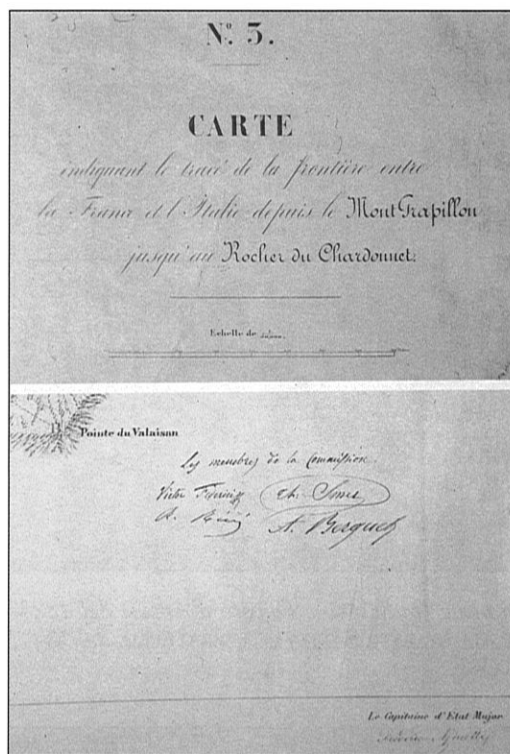 N.º 3.
CARTE
indiquant le tracé de la frontière entre
la France et l'Italie depuis le Mont Grapillon
jusqu'au Rocher du Chardonnet.
Echelle de
Pointe du Valaisan
Les membres de la Commission.
Le Capitaine d'Etat Major